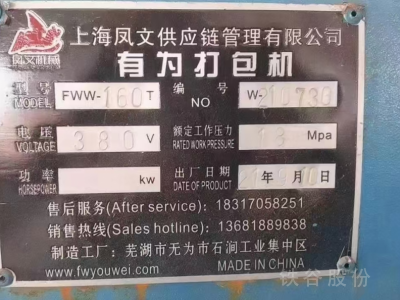 上海凤文供应链管理有限公司
凤文机械
有为打包机
型号 MODEL FWW-160T 编号 NO W-210730
电压 VOLTAGE 380 V 额定工作压力 RATED WORK PRESSURE 13 Mpa
功率 HORSEPOWER kw 出厂日期 DATE OF PRODUCT 年 月 日
售后服务(After service): 18317058251
销售热线(Sales hotline): 13681889838
制造工厂: 芜湖市无为市石涧工业集中区
www.fwyouwei.com MADE IN CHINA
铁谷股份